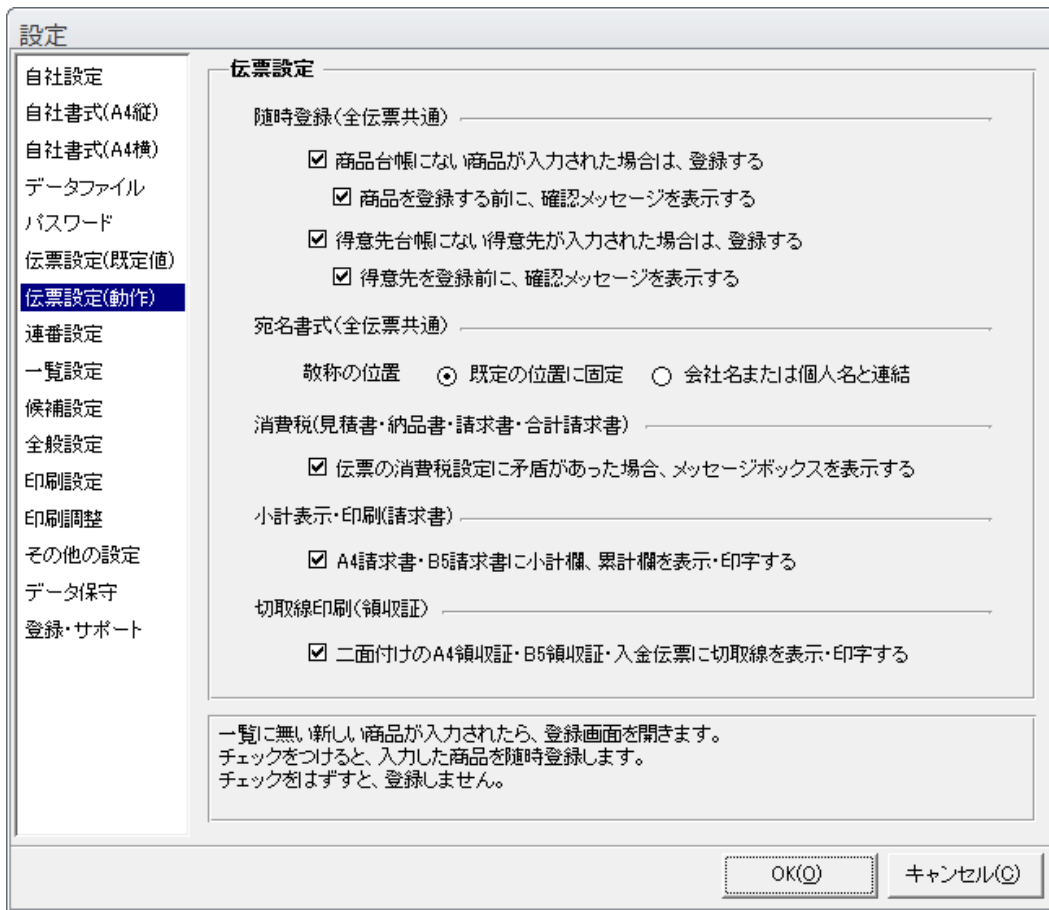 設定
自社設定
自社書式(A4縦)
自社書式(A4横)
データファイル
パスワード
伝票設定(既定値)
伝票設定(動作)
連番設定
一覧設定
候補設定
全般設定
印刷設定
印刷調整
その他の設定
データ保守
登録・サポート
伝票設定
随時登録(全伝票共通)
商品台帳にない商品が入力された場合は、登録する
商品を登録する前に、確認メッセージを表示する
得意先台帳にない得意先が入力された場合は、登録する
得意先を登録前に、確認メッセージを表示する
宛名書式(全伝票共通)
敬称の位置 既定の位置に固定 会社名または個人名と連結
消費税(見積書・納品書・請求書・合計請求書)
伝票の消費税設定に矛盾があった場合、メッセージボックスを表示する
小計表示・印刷(請求書)
A4請求書・B5請求書に小計欄、累計欄を表示・印字する
切取線印刷(領収証)
二面付けのA4領収証・B5領収証・入金伝票に切取線を表示・印字する
一覧に無い新しい商品が入力されたら、登録画面を開きます。
チェックをつけると、入力した商品を随時登録します。
チェックをはずすと、登録しません。
OK(O) キャンセル(C)